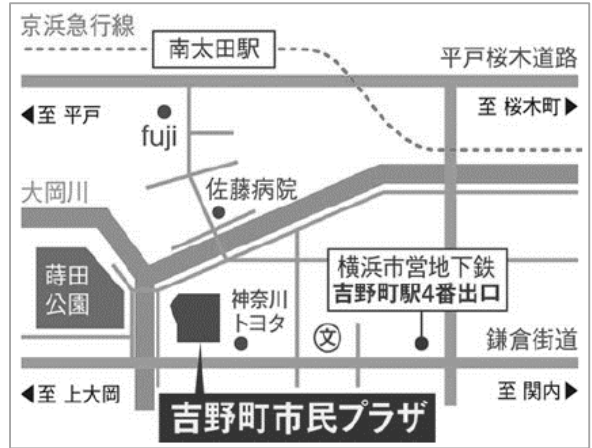 京浜急行線
南太田駅
平戸桜木道路
◀至 平戸
至 桜木町▶
fuji
大岡川
佐藤病院
蒔田
公園
神奈川
トヨタ
横浜市営地下鉄
吉野町駅4番出口
文
鎌倉街道
◀至 上大岡
至 関内▶
吉野町市民プラザ